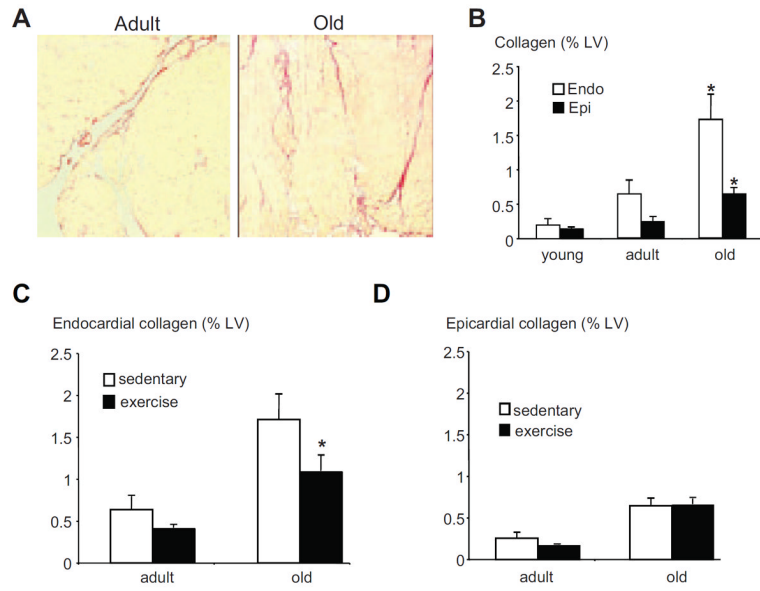 A
Adult
Old
B
Collagen (% LV)
2.5
2
1.5
1
0.5
0
Endo
Epi
*
*
young
adult
old
C
Endocardial collagen (% LV)
2.5
2
1.5
1
0.5
0
sedentary
exercise
*
adult
old
D
Epicardial collagen (% LV)
2.5
2
1.5
1
0.5
0
sedentary
exercise
adult
old